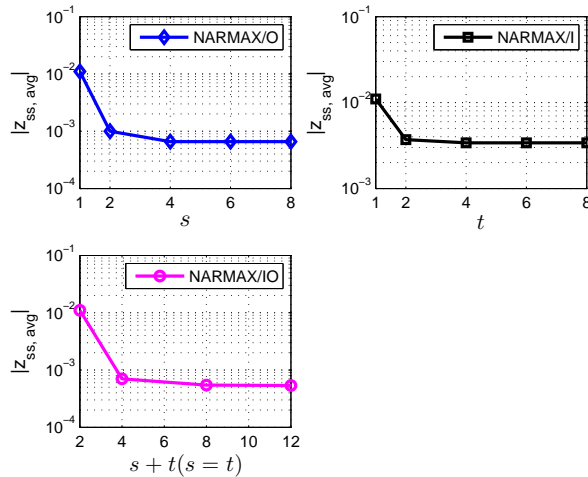 10^-1
10^-2
10^-3
10^-4
|z_ss, avg|
NARMAX/O
1 2 4 6 8
s
10^-1
10^-2
10^-3
|z_ss, avg|
NARMAX/I
1 2 4 6 8
t
10^-1
10^-2
10^-3
10^-4
|z_ss, avg|
NARMAX/IO
2 4 6 8 10 12
s + t(s = t)